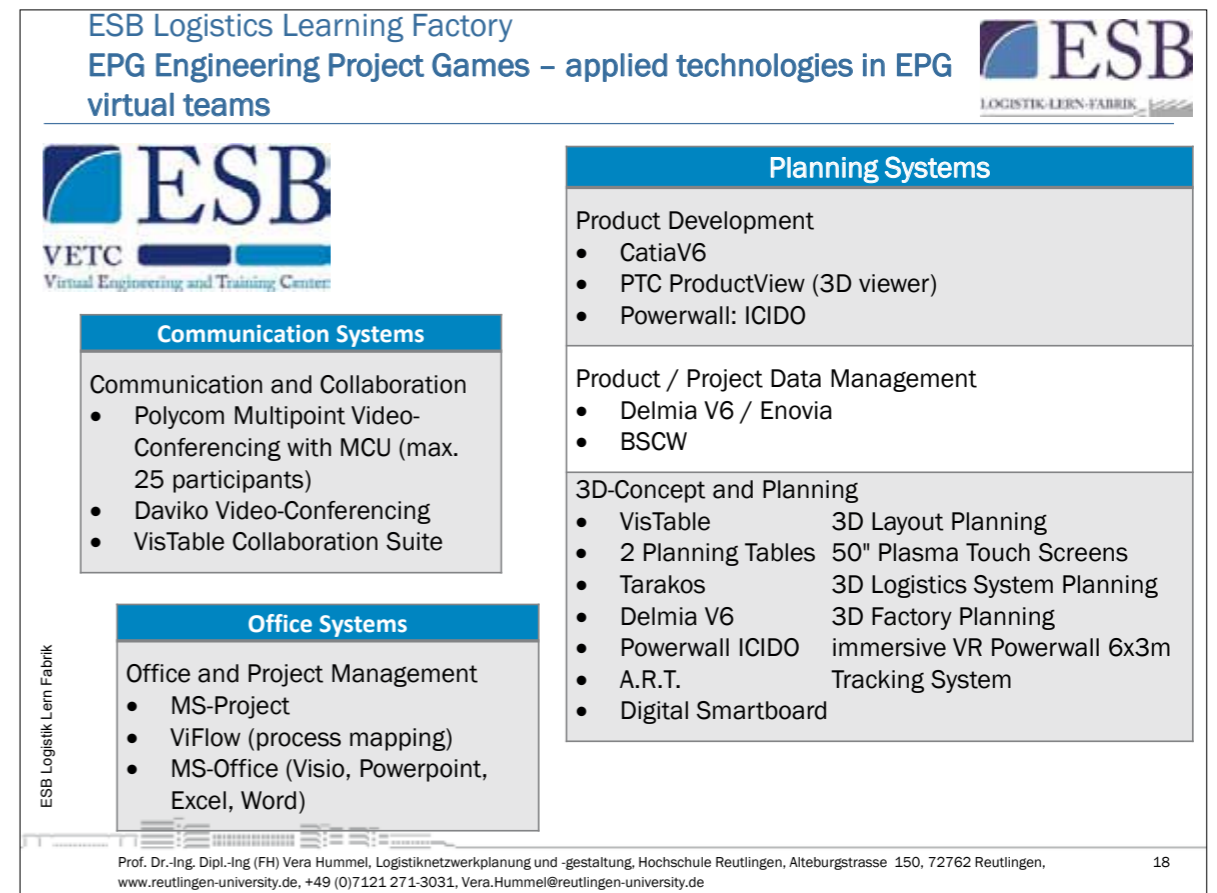 ESB Logistics Learning Factory
EPG Engineering Project Games – applied technologies in EPG
virtual teams
ESB
LOGISTIK-LERN-FABRIK
ESB
VETC
Virtual Engineering and Training Center
Communication Systems
Communication and Collaboration
• Polycom Multipoint Video-
Conferencing with MCU (max.
25 participants)
• Daviko Video-Conferencing
• VisTable Collaboration Suite
Office Systems
Office and Project Management
• MS-Project
• ViFlow (process mapping)
• MS-Office (Visio, Powerpoint,
Excel, Word)
Planning Systems
Product Development
• CatiaV6
• PTC ProductView (3D viewer)
• Powerwall: ICIDO
Product / Project Data Management
• Delmia V6 / Enovia
• BSCW
3D-Concept and Planning
• VisTable 3D Layout Planning
• 2 Planning Tables 50" Plasma Touch Screens
• Tarakos 3D Logistics System Planning
• Delmia V6 3D Factory Planning
• Powerwall ICIDO immersive VR Powerwall 6x3m
• A.R.T. Tracking System
• Digital Smartboard
ESB Logistik Lern Fabrik
Prof. Dr.-Ing. Dipl.-Ing (FH) Vera Hummel, Logistiknetzwerkplanung und -gestaltung, Hochschule Reutlingen, Alteburgstrasse 150, 72762 Reutlingen,
www.reutlingen-university.de, +49 (0)7121 271-3031, Vera.Hummel@reutlingen-university.de
18